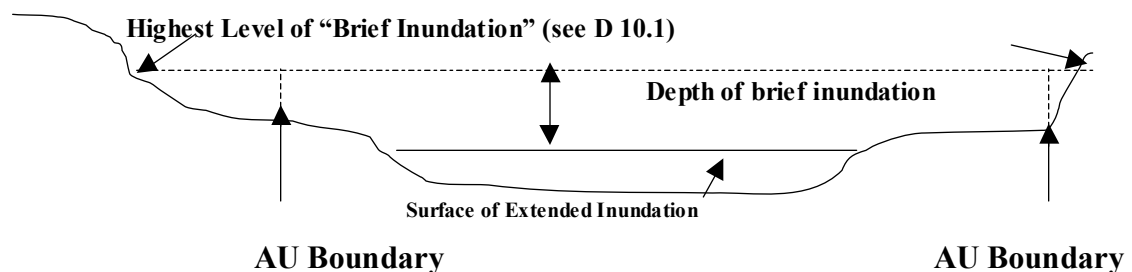 Highest Level of “Brief Inundation” (see D 10.1)
Depth of brief inundation
Surface of Extended Inundation
AU Boundary
AU Boundary